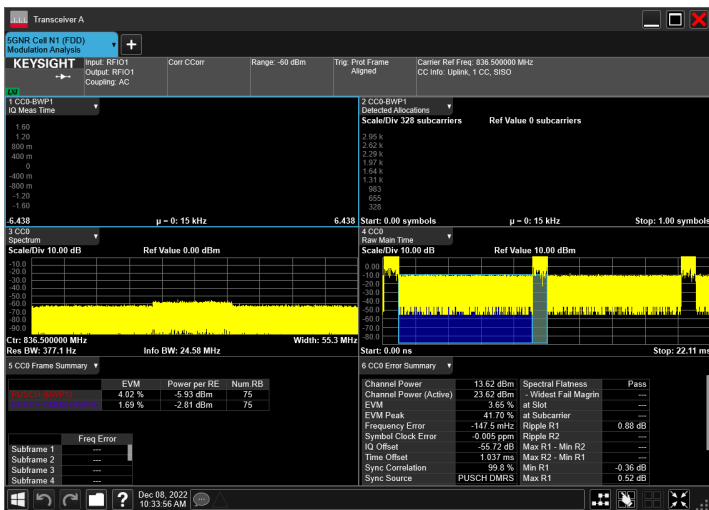 Transceiver A
5GNR Cell N1 (FDD)
Modulation Analysis
KEYSIGHT
Input: RFIO1
Output: RFIO1
Coupling: AC
Corr CCorr
Range: -60 dBm
Trig: Prot Frame
Aligned
Carrier Ref Freq: 836.500000 MHz
CC Info: Uplink, 1 CC, SISO
LXI
1 CC0-BWP1
IQ Meas Time
1.60
1.20
800 m
400 m
0
-400 m
-800 m
-1.20
-1.60
-6.438
μ – 0: 15 kHz
6.438
2 CC0-BWP1
Detected Allocations
Scale/Div 328 subcarriers
Ref Value 0 subcarriers
2.95 k
2.62 k
2.29 k
1.97 k
1.64 k
1.31 k
983
655
328
Start: 0.00 symbols
μ – 0: 15 kHz
Stop: 1.00 symbols
3 CC0
Spectrum
Scale/Div 10.00 dB
Ref Value 0.00 dBm
-10.0
-20.0
-30.0
-40.0
-50.0
-60.0
-70.0
-80.0
-90.0
Ctr: 836.500000 MHz
Width: 55.3 MHz
Res BW: 377.1 Hz
Info BW: 24.58 MHz
4 CC0
Raw Main Time
Scale/Div 10.00 dB
Ref Value 10.00 dBm
0.00
-10.0
-20.0
-30.0
-40.0
-50.0
-60.0
-70.0
-80.0
Start: 0.00 ns
Stop: 22.11 ms
5 CC0 Frame Summary
EVM Power per RE Num.RB
PUSCH (BWP1) 4.02 % -5.93 dBm 75
1.69 % -2.81 dBm 75
Freq Error
Subframe 1 ---
Subframe 2 ---
Subframe 3 ---
Subframe 4 ---
6 CC0 Error Summary
Channel Power 13.62 dBm Spectral Flatness Pass
Channel Power (Active) 23.62 dBm - Widest Fail Magrin ---
EVM 3.65 % at Slot ---
EVM Peak 41.70 % at Subcarrier ---
Frequency Error -147.5 mHz Ripple R1 0.88 dB
Symbol Clock Error -0.005 ppm Ripple R2 ---
IQ Offset -55.72 dB Max R1 - Min R2 ---
Time Offset 1.037 ms Max R2 - Min R1 ---
Sync Correlation 99.8 % Min R1 -0.36 dB
Sync Source PUSCH DMRS Max R1 0.52 dB
Dec 08, 2022
10:33:56 AM